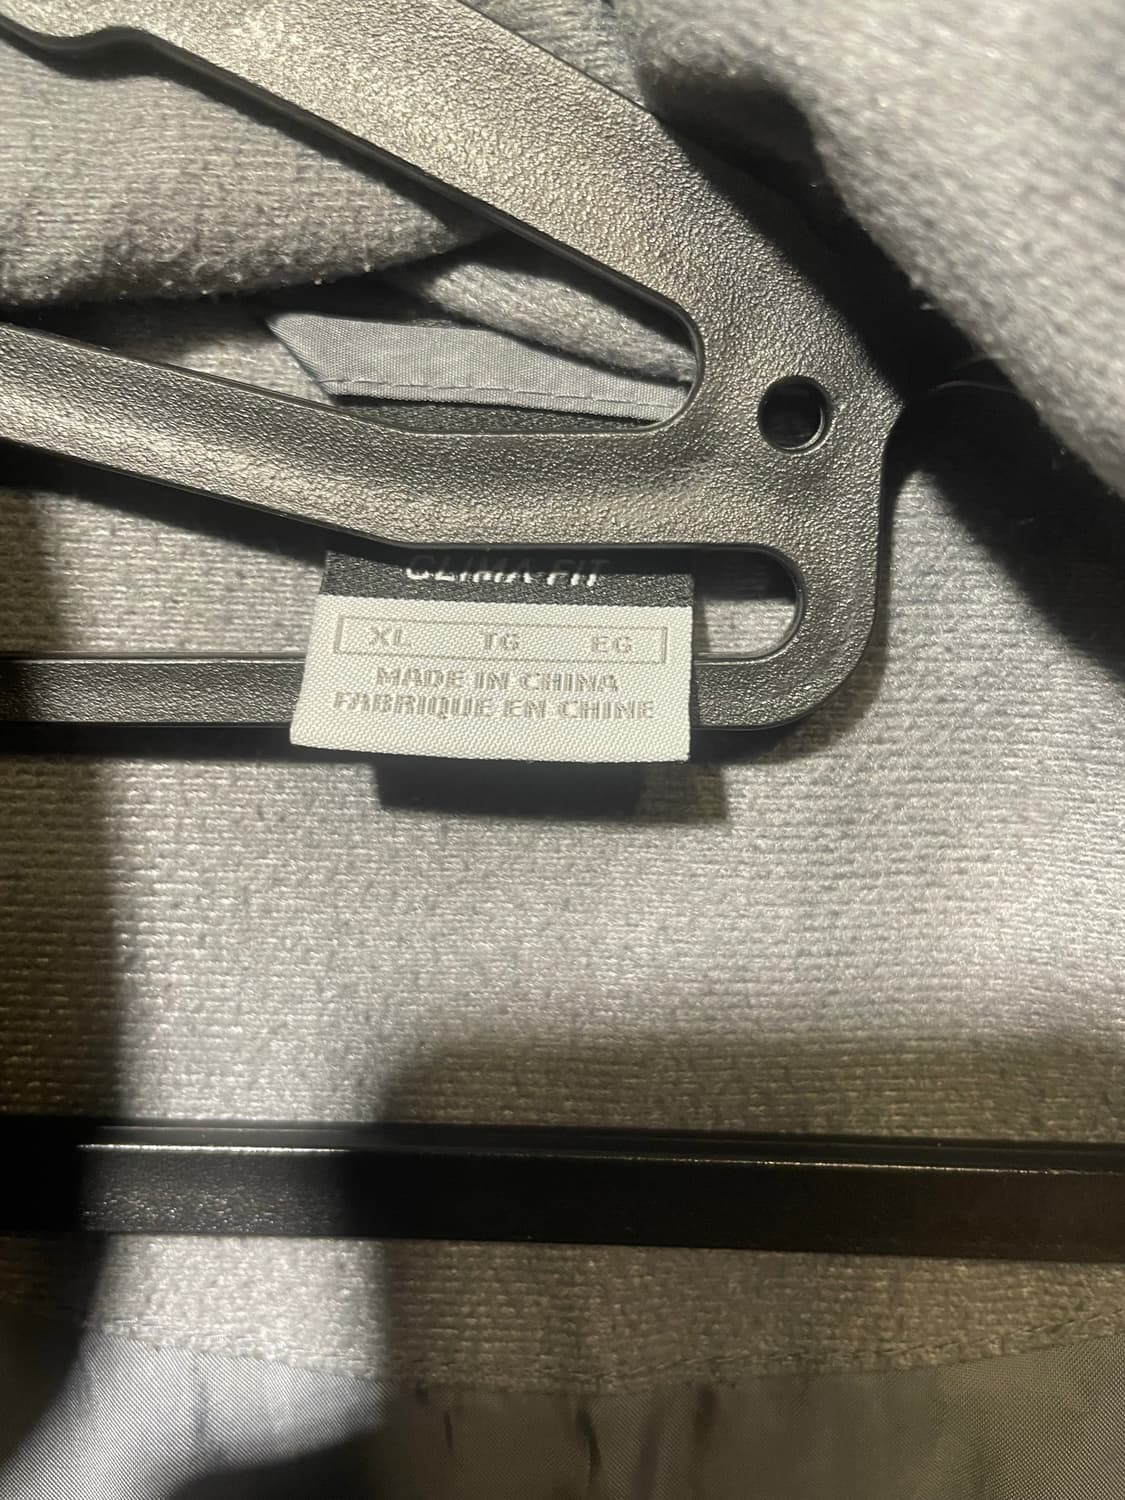 CLIMA-FIT
XL TG EG
MADE IN CHINA
FABRIQUE EN CHINE